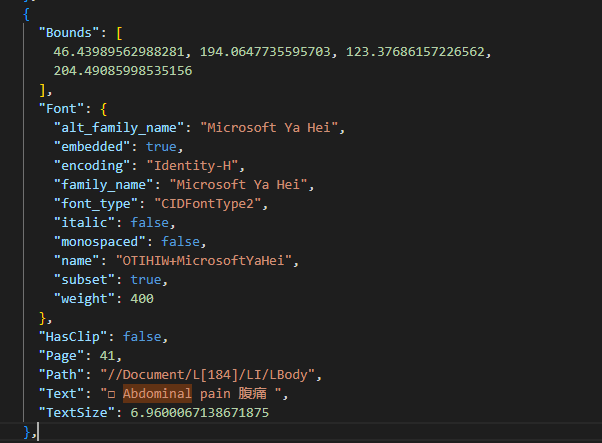 {
"Bounds": [
46.43989562988281, 194.0647735595703, 123.37686157226562,
204.49085998535156
],
"Font": {
"alt_family_name": "Microsoft Ya Hei",
"embedded": true,
"encoding": "Identity-H",
"family_name": "Microsoft Ya Hei",
"font_type": "CIDFontType2",
"italic": false,
"monospaced": false,
"name": "OTIHIW+MicrosoftYaHei",
"subset": true,
"weight": 400
},
"HasClip": false,
"Page": 41,
"Path": "//Document/L[184]/LI/LBody",
"Text": "□ Abdominal pain 腹痛 ",
"TextSize": 6.9600067138671875
},